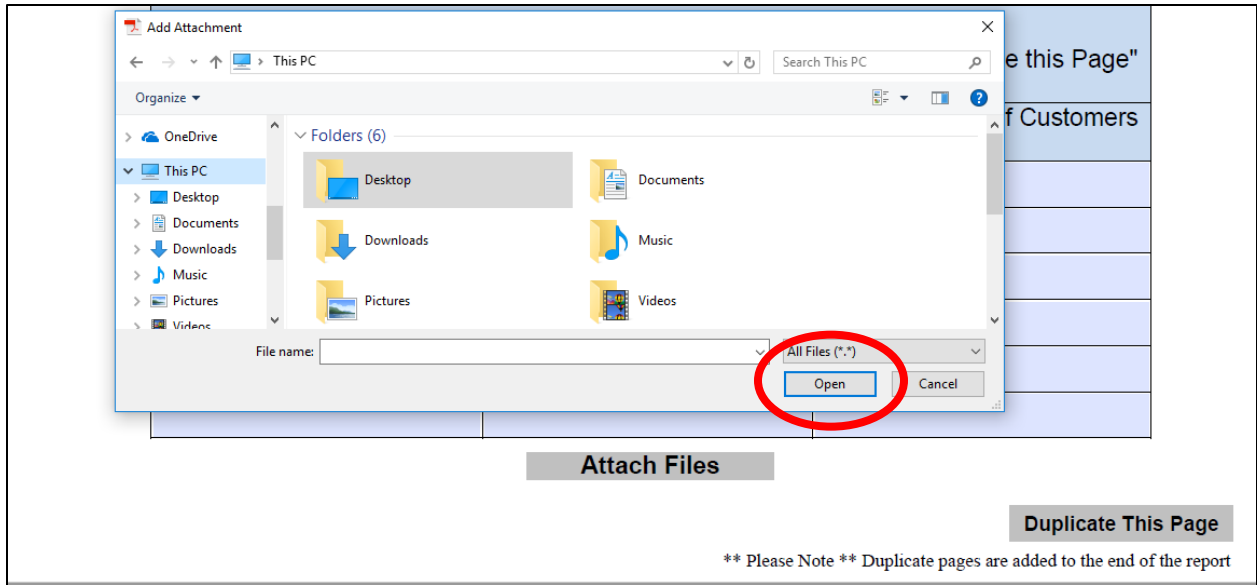 Add Attachment
This PC
Search This PC
e this Page"
Organize
f Customers
OneDrive
This PC
Desktop
Documents
Downloads
Music
Pictures
Videos
Folders (6)
Desktop
Documents
Downloads
Music
Pictures
Videos
File name:
All Files (*.*)
Open
Cancel
Attach Files
Duplicate This Page
** Please Note ** Duplicate pages are added to the end of the report